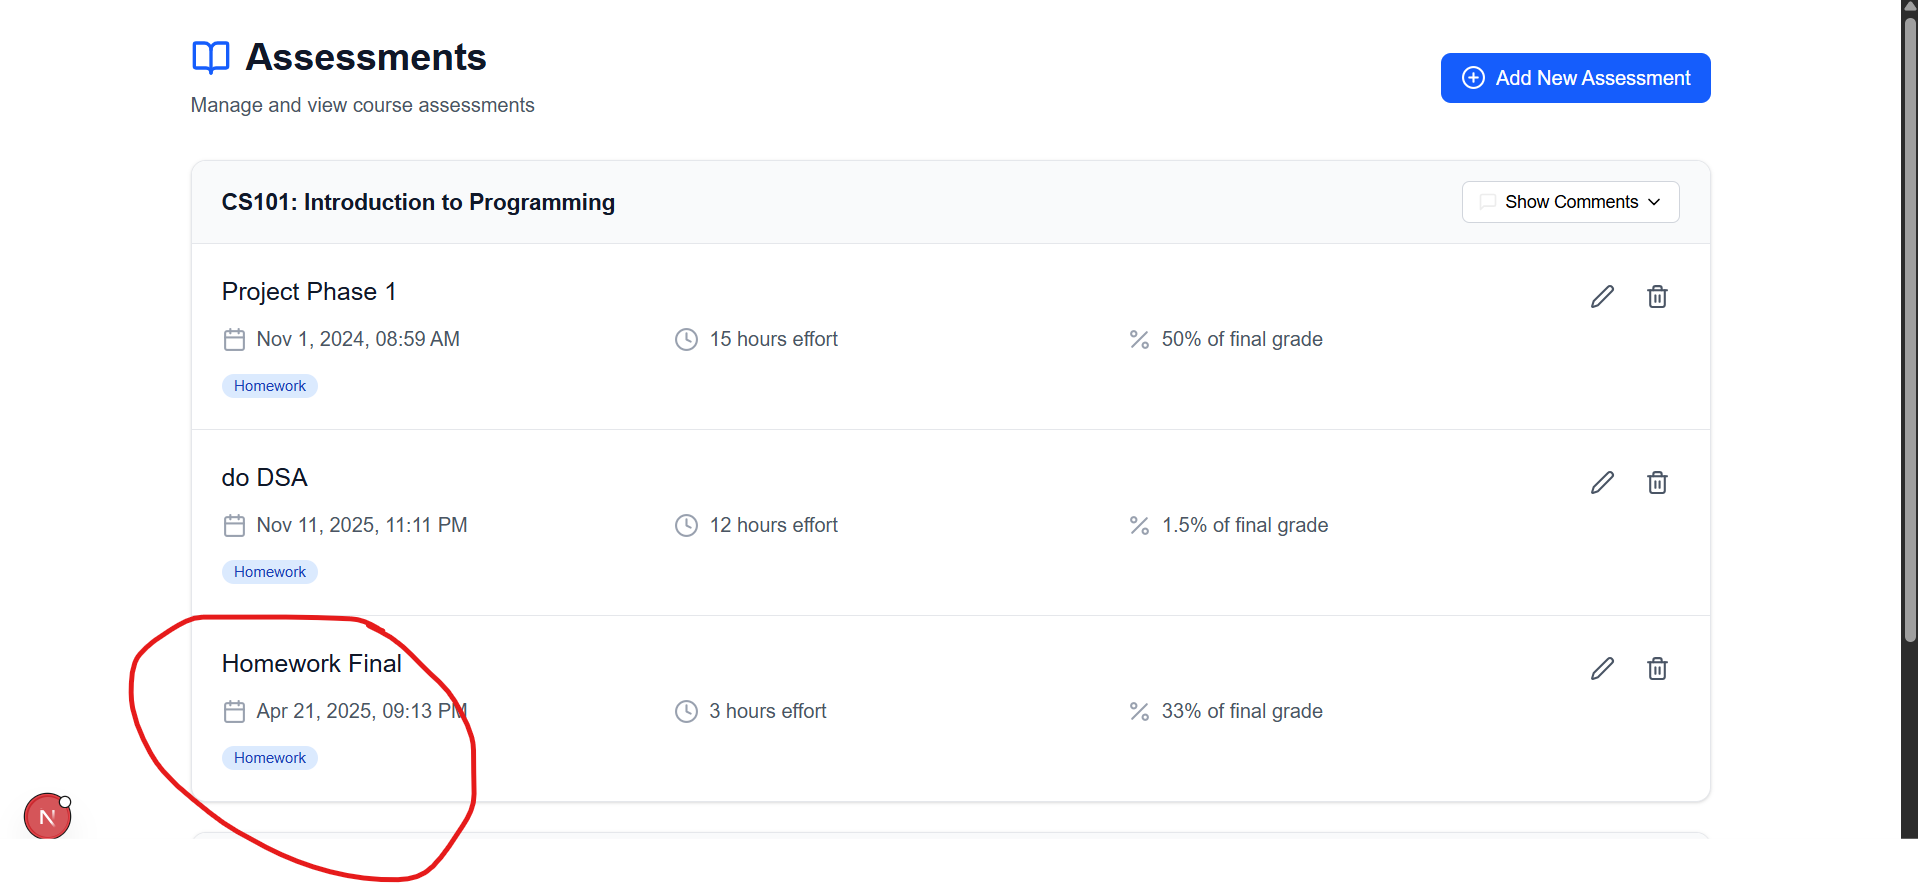 Assessments
Manage and view course assessments
Add New Assessment
CS101: Introduction to Programming
Show Comments
Project Phase 1
Nov 1, 2024, 08:59 AM
15 hours effort
50% of final grade
Homework
do DSA
Nov 11, 2025, 11:11 PM
12 hours effort
1.5% of final grade
Homework
Homework Final
Apr 21, 2025, 09:13 PM
3 hours effort
33% of final grade
Homework
N